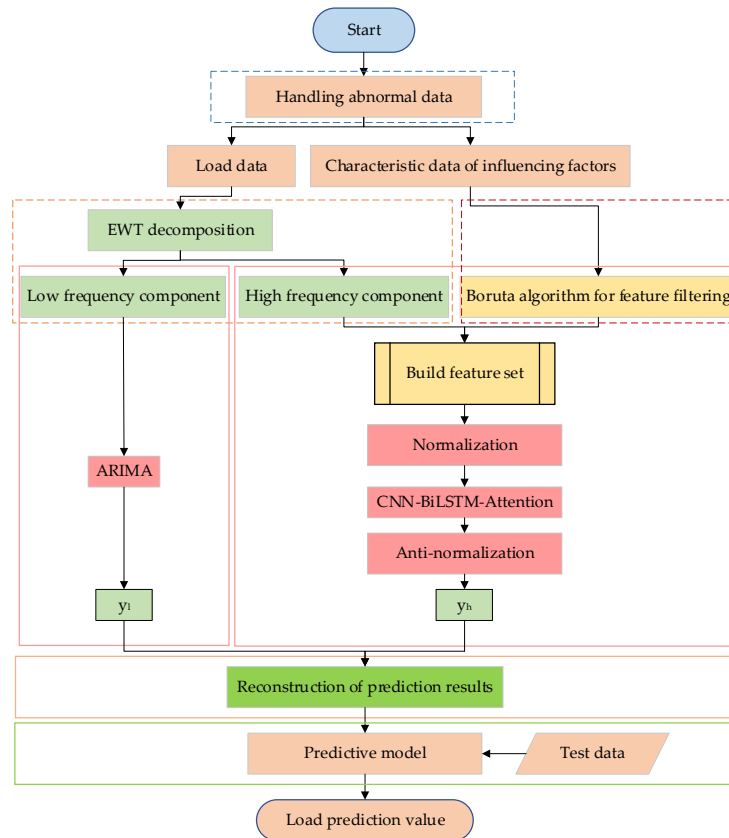 Start
Handling abnormal data
Load data
Characteristic data of influencing factors
EWT decomposition
Low frequency component
High frequency component
Boruta algorithm for feature filtering
Build feature set
Normalization
ARIMA
CNN-BiLSTM-Attention
Anti-normalization
yl
yh
Reconstruction of prediction results
Predictive model
Test data
Load prediction value